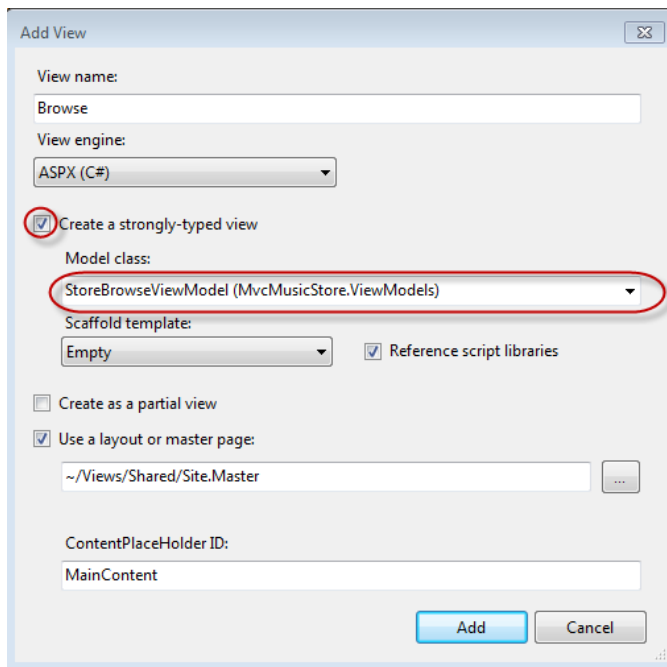 Add View
View name:
Browse
View engine:
ASPX (C#)
Create a strongly-typed view
Model class:
StoreBrowseViewModel (MvcMusicStore.ViewModels)
Scaffold template:
Empty
Reference script libraries
Create as a partial view
Use a layout or master page:
~/Views/Shared/Site.Master
...
ContentPlaceHolder ID:
MainContent
Add
Cancel